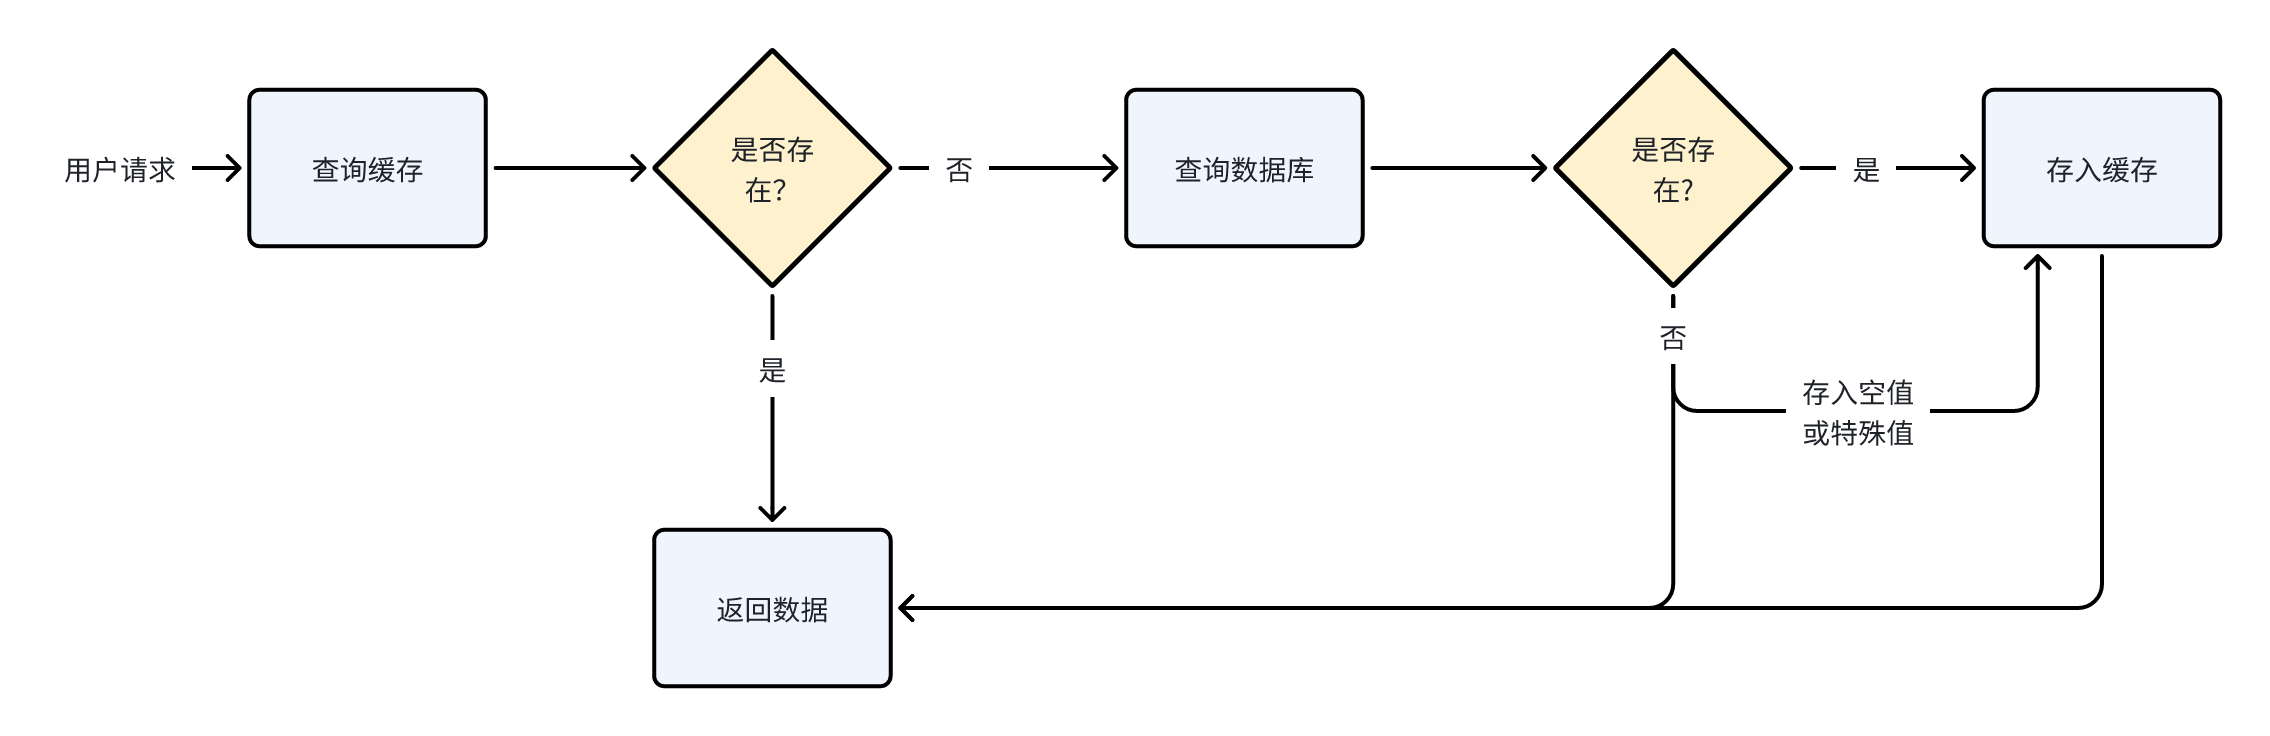 用户请求
查询缓存
是否存
在？
否
查询数据库
是否存
在？
是
存入缓存
是
否
存入空值
或特殊值
返回数据